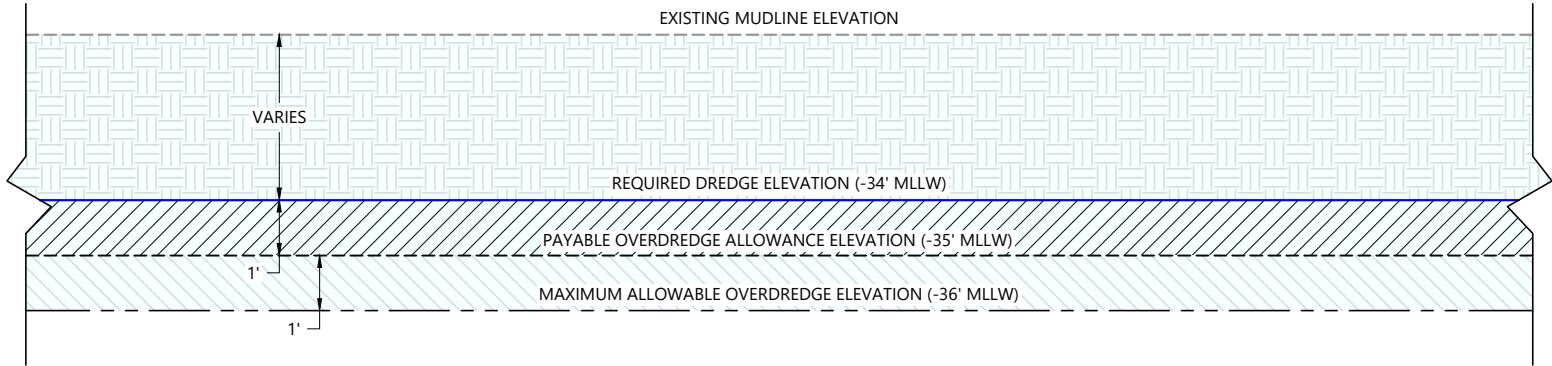 EXISTING MUDLINE ELEVATION
VARIES
REQUIRED DREDGE ELEVATION (-34' MLLW)
PAYABLE OVERDREDGE ALLOWANCE ELEVATION (-35' MLLW)
1'
MAXIMUM ALLOWABLE OVERDREDGE ELEVATION (-36' MLLW)
1'